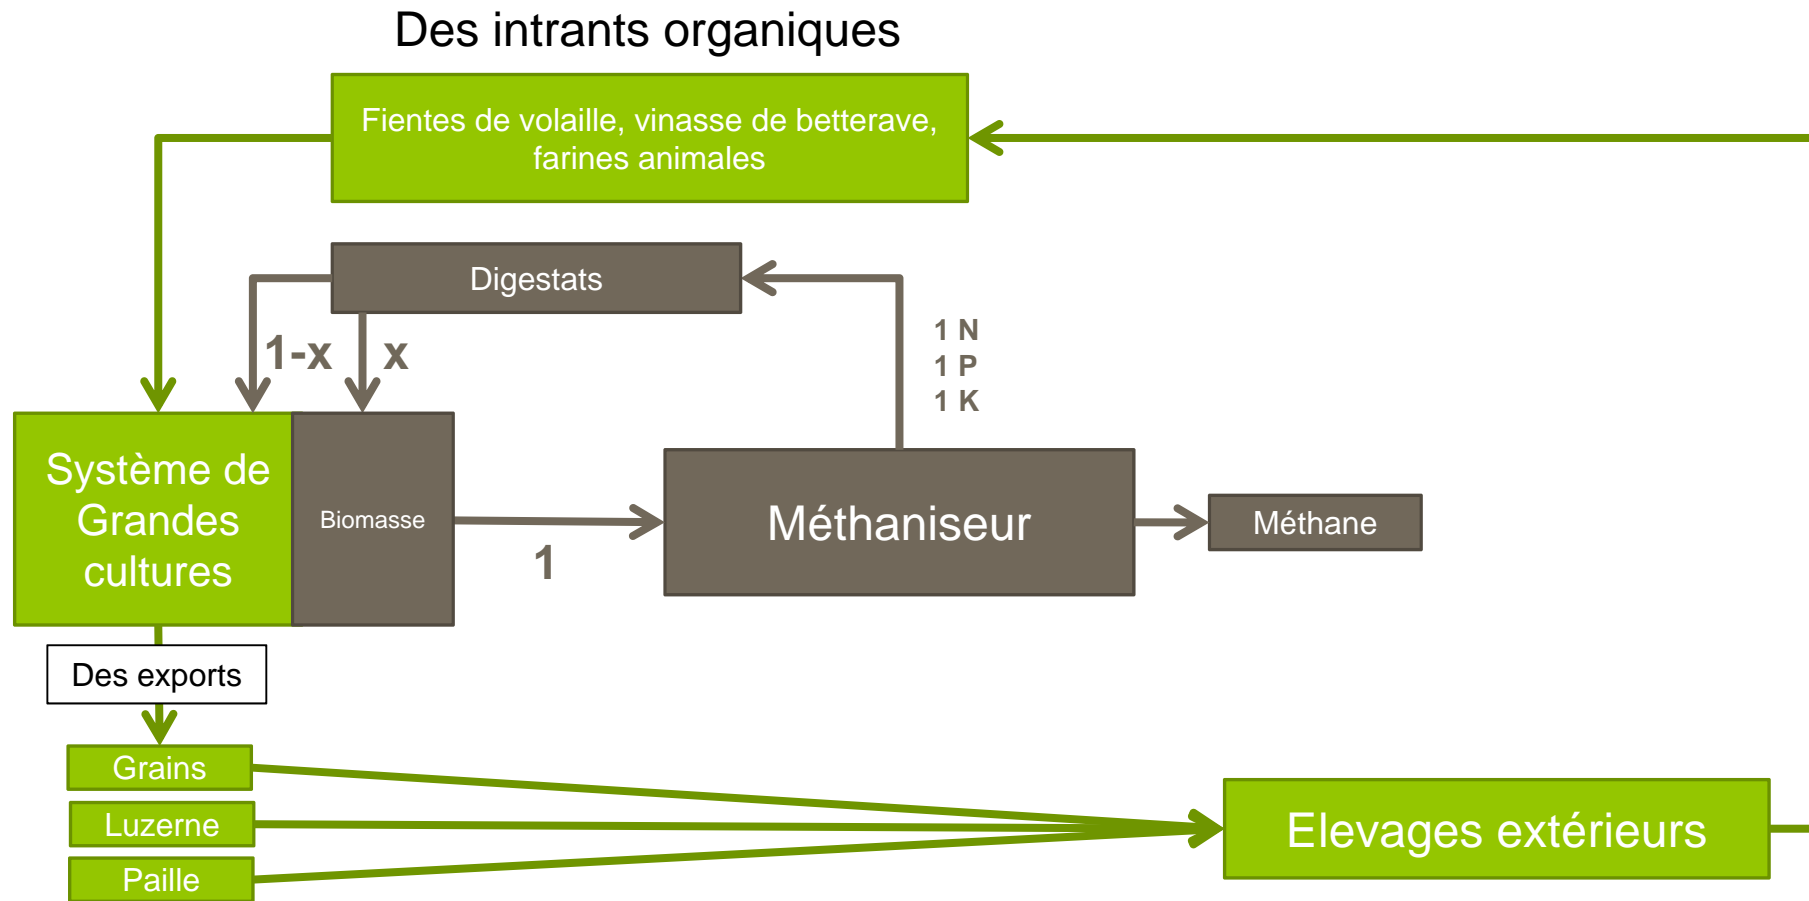 Des intrants organiques
Fientes de volaille, vinasse de betterave,
farines animales
Digestats
1-x
x
1 N
1 P
1 K
Système de
Grandes
cultures
Biomasse
1
Méthaniseur
Méthane
Des exports
Grains
Luzerne
Paille
Elevages extérieurs